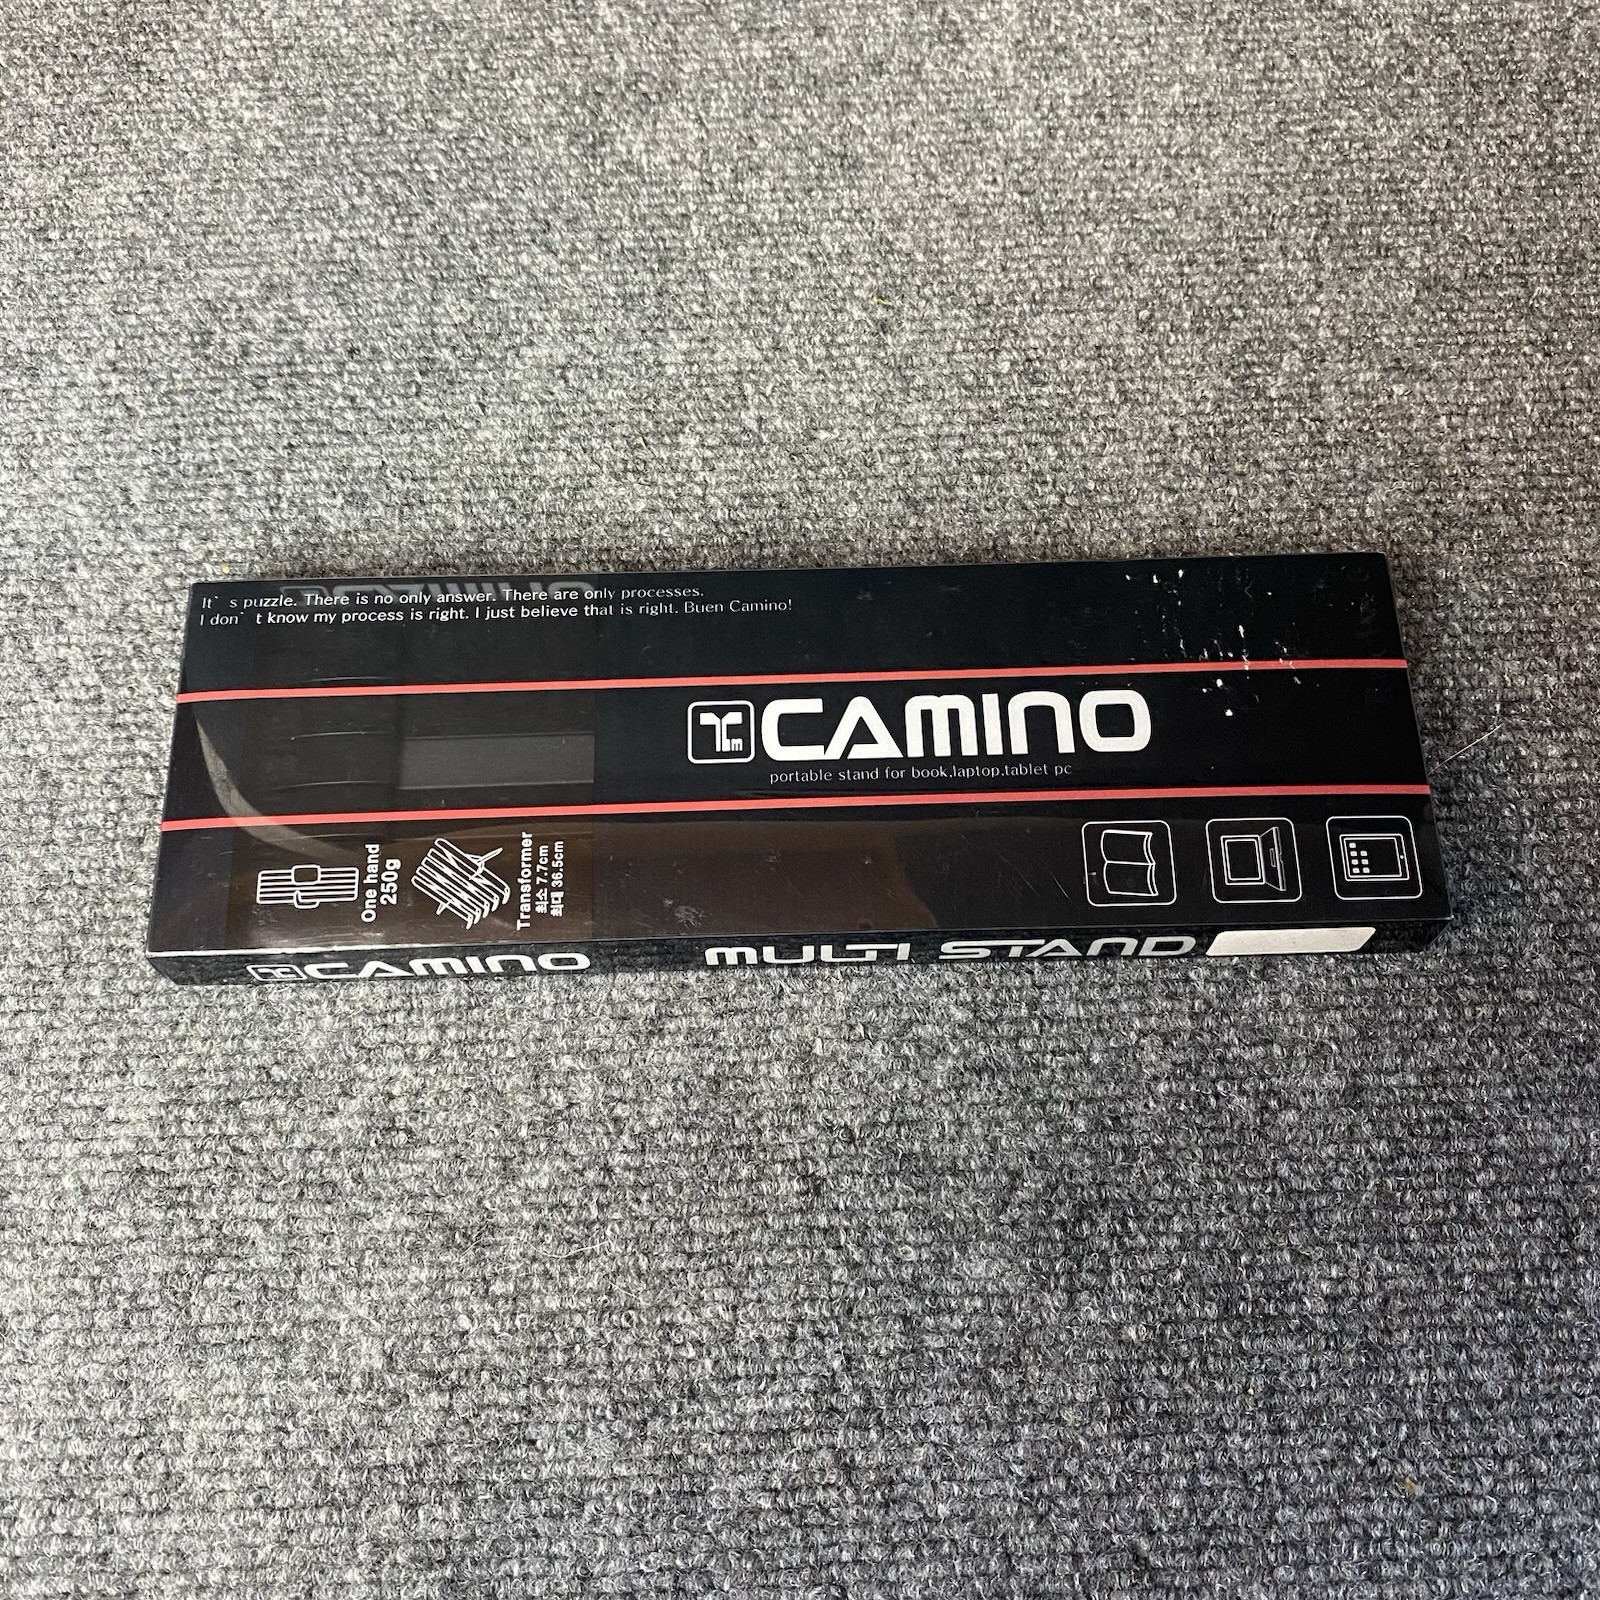 It`s puzzle. There is no only answer. There are only processes.
I don`t know my process is right. I just believe that is right. Buen Camino!
Tm CAMINO
portable stand for book,laptop,tablet pc
One hand
250g
Transformer
최소 7.7cm
최대 36.5cm
CAMINO
MULTI STAND